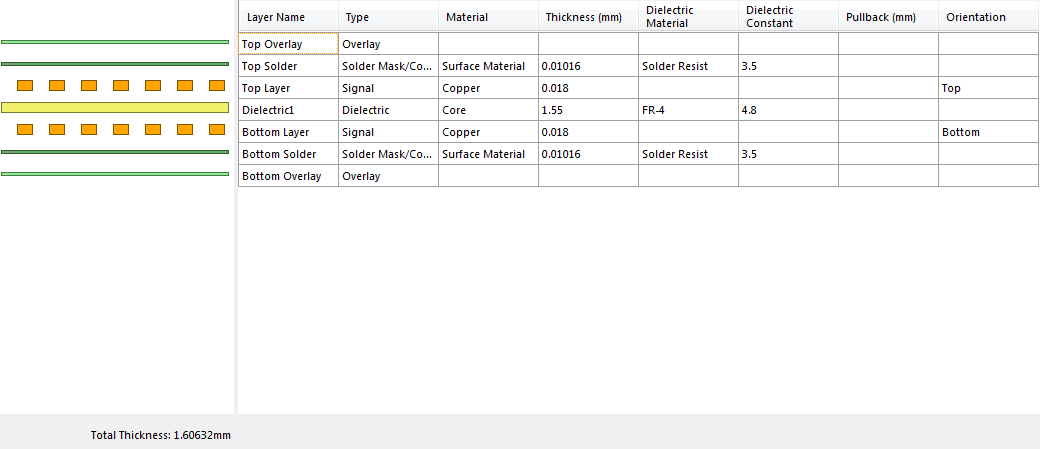 Layer Name Type Material Thickness (mm) Dielectric Material Dielectric Constant Pullback (mm) Orientation
Top Overlay Overlay
Top Solder Solder Mask/Co... Surface Material 0.01016 Solder Resist 3.5
Top Layer Signal Copper 0.018 Top
Dielectric1 Dielectric Core 1.55 FR-4 4.8
Bottom Layer Signal Copper 0.018 Bottom
Bottom Solder Solder Mask/Co... Surface Material 0.01016 Solder Resist 3.5
Bottom Overlay Overlay
Total Thickness: 1.60632mm